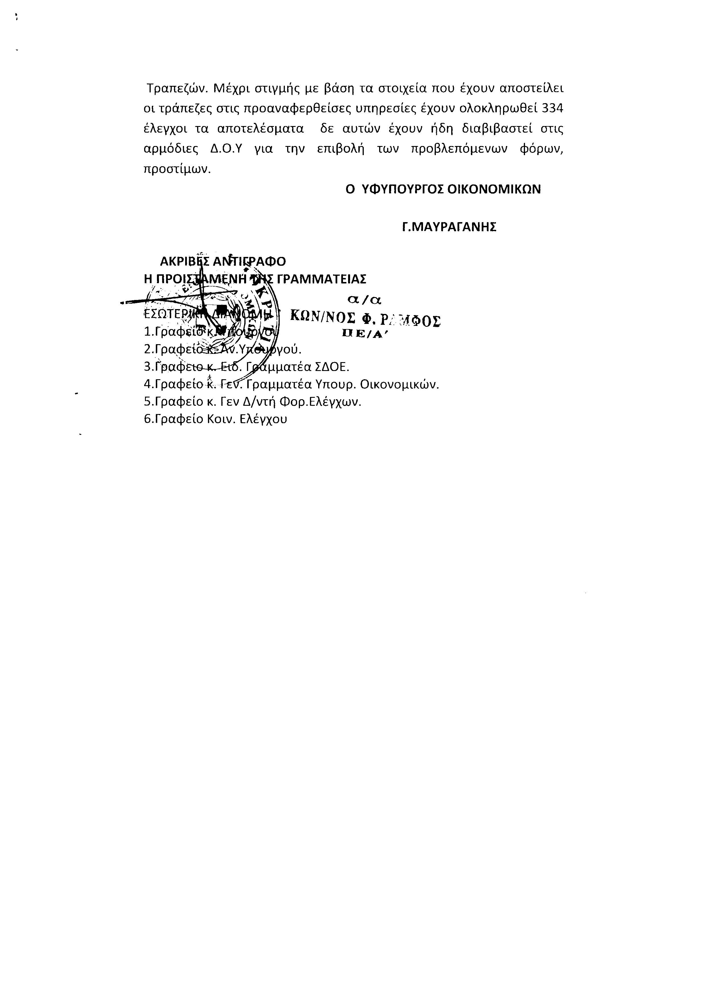 Τραπεζών. Μέχρι στιγμής με βάση τα στοιχεία που έχουν αποστείλει
οι τράπεζες στις προαναφερθείσες υπηρεσίες έχουν ολοκληρωθεί 334
έλεγχοι τα αποτελέσματα δε αυτών έχουν ήδη διαβιβαστεί στις
αρμόδιες Δ.Ο.Υ για την επιβολή των προβλεπόμενων φόρων,
προστίμων.
Ο ΥΦΥΠΟΥΡΓΟΣ ΟΙΚΟΝΟΜΙΚΩΝ
Γ.ΜΑΥΡΑΓΑΝΗΣ
ΑΚΡΙΒΕΣ ΑΝΤΙΓΡΑΦΟ
Η ΠΡΟΙΣΤΑΜΕΝΗ ΤΗΣ ΓΡΑΜΜΑΤΕΙΑΣ
α/α
ΚΩΝ/ΝΟΣ Φ. ΡΑΜΦΟΣ
ΠΕ/Α'
ΕΣΩΤΕΡΙΚΗ ΔΙΑΝΟΜΗ
1.Γραφείο κ. Υπουργού
2.Γραφείο κ. Αν.Υπουργού.
3.Γραφείο κ. Ειδ. Γραμματέα ΣΔΟΕ.
4.Γραφείο κ. Γεν. Γραμματέα Υπουρ. Οικονομικών.
5.Γραφείο κ. Γεν Δ/ντή Φορ.Ελέγχων.
6.Γραφείο Κοιν. Ελέγχου